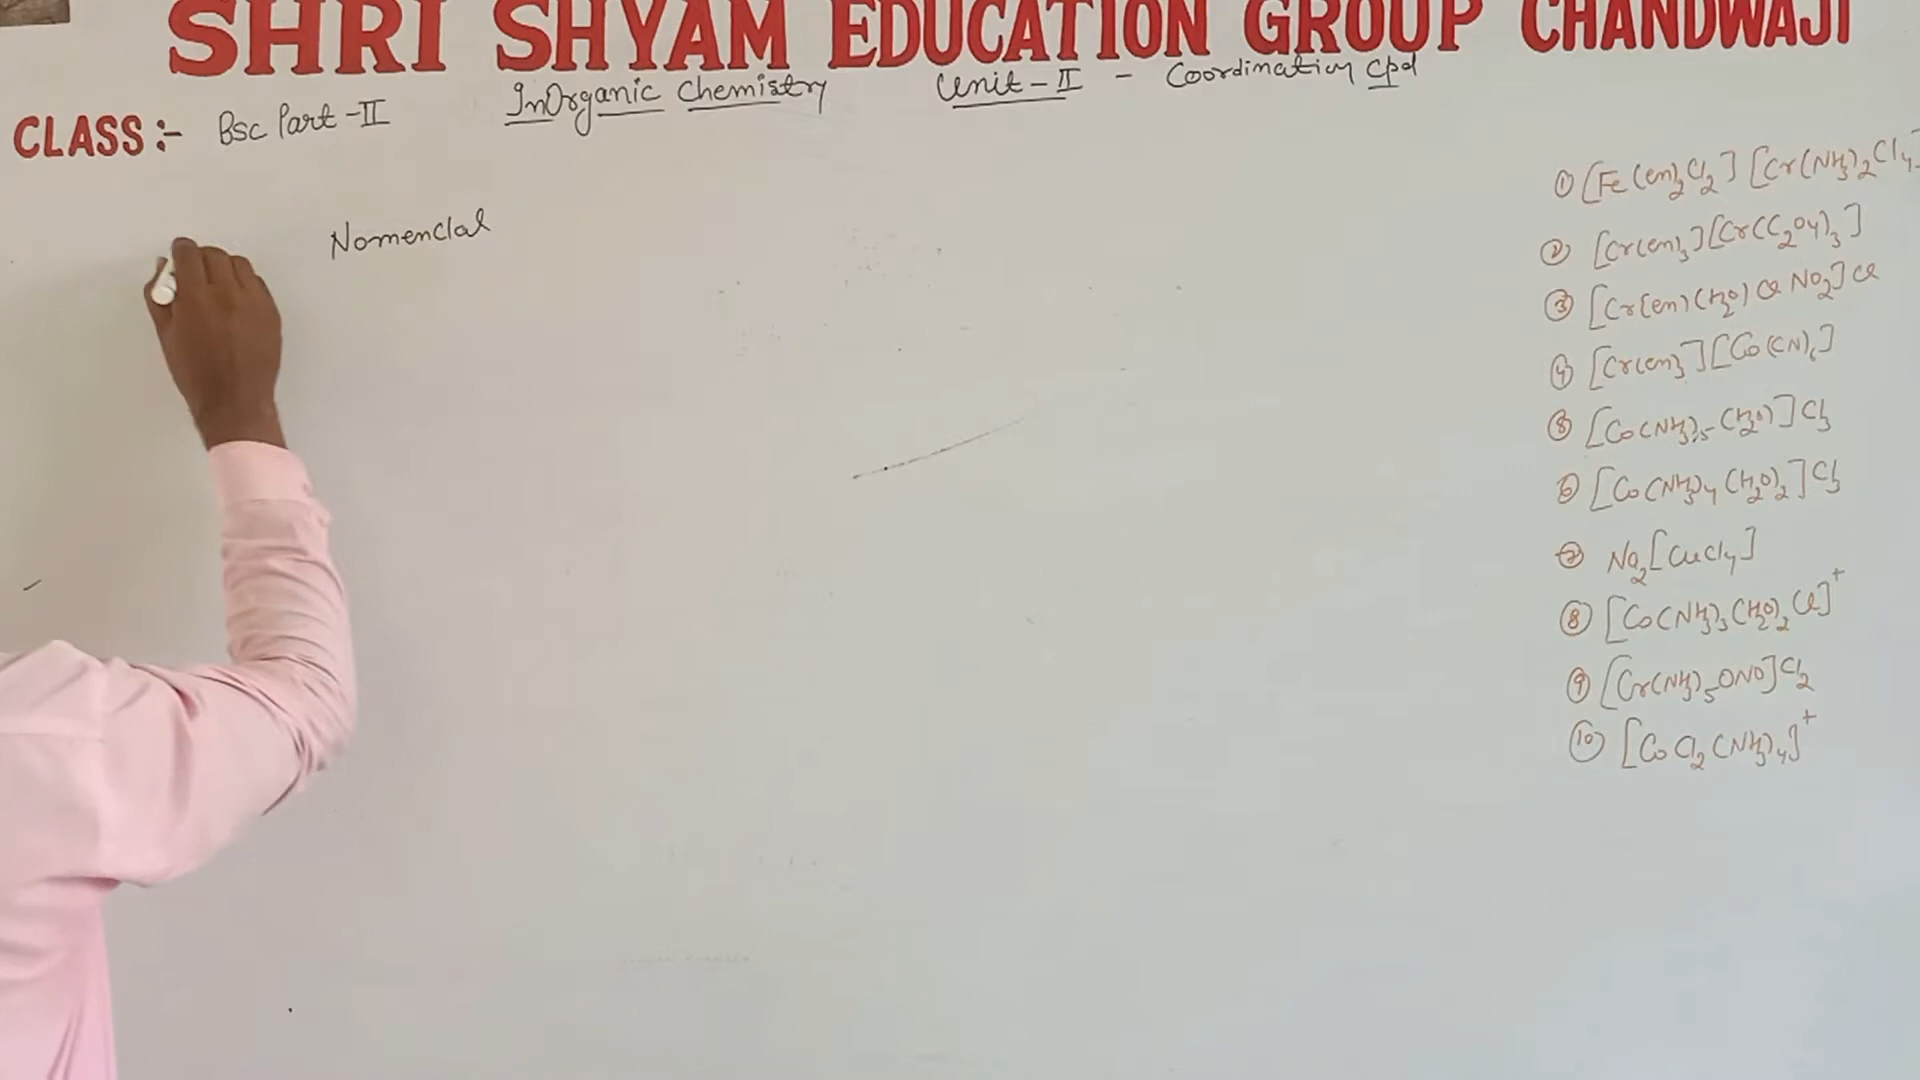 SHRI SHYAM EDUCATION GROUP CHANDWAJI
CLASS:- Bsc Part-II InOrganic Chemistry Unit-II - Coordination Cpd
Nomenclat
① [Fe(en)2Cl2][Cr(NH3)2Cl4]
② [Cr(en)3][Cr(C2O4)3]
③ [Cr(en)(H2O)Cl NO2]Cl
④ [Cr(en)3][Co(CN)6]
⑤ [Co(NH3)5(H2O)]Cl3
⑥ [Co(NH3)4(H2O)2]Cl3
⑦ Na2[CuCl4]
⑧ [Co(NH3)3(H2O)2Cl]+
⑨ [Cr(NH3)5ONO]Cl2
⑩ [CoCl2(NH3)4]+